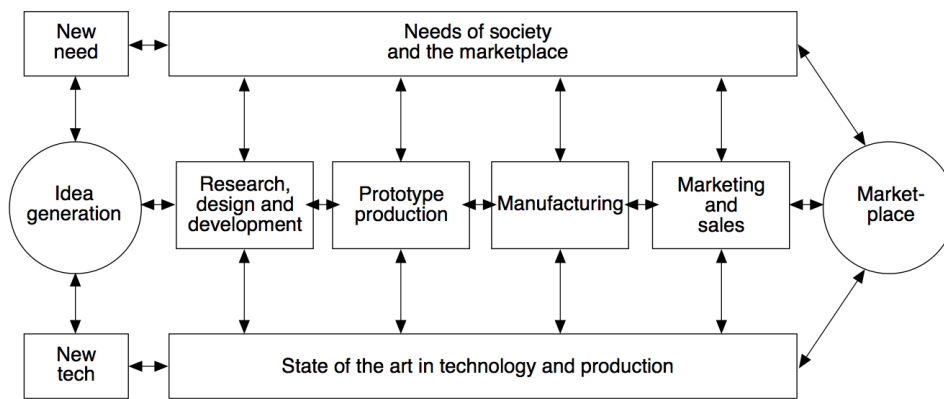 New
need
Needs of society
and the marketplace
Idea
generation
Research,
design and
development
Prototype
production
Manufacturing
Marketing
and
sales
Market-
place
New
tech
State of the art in technology and production